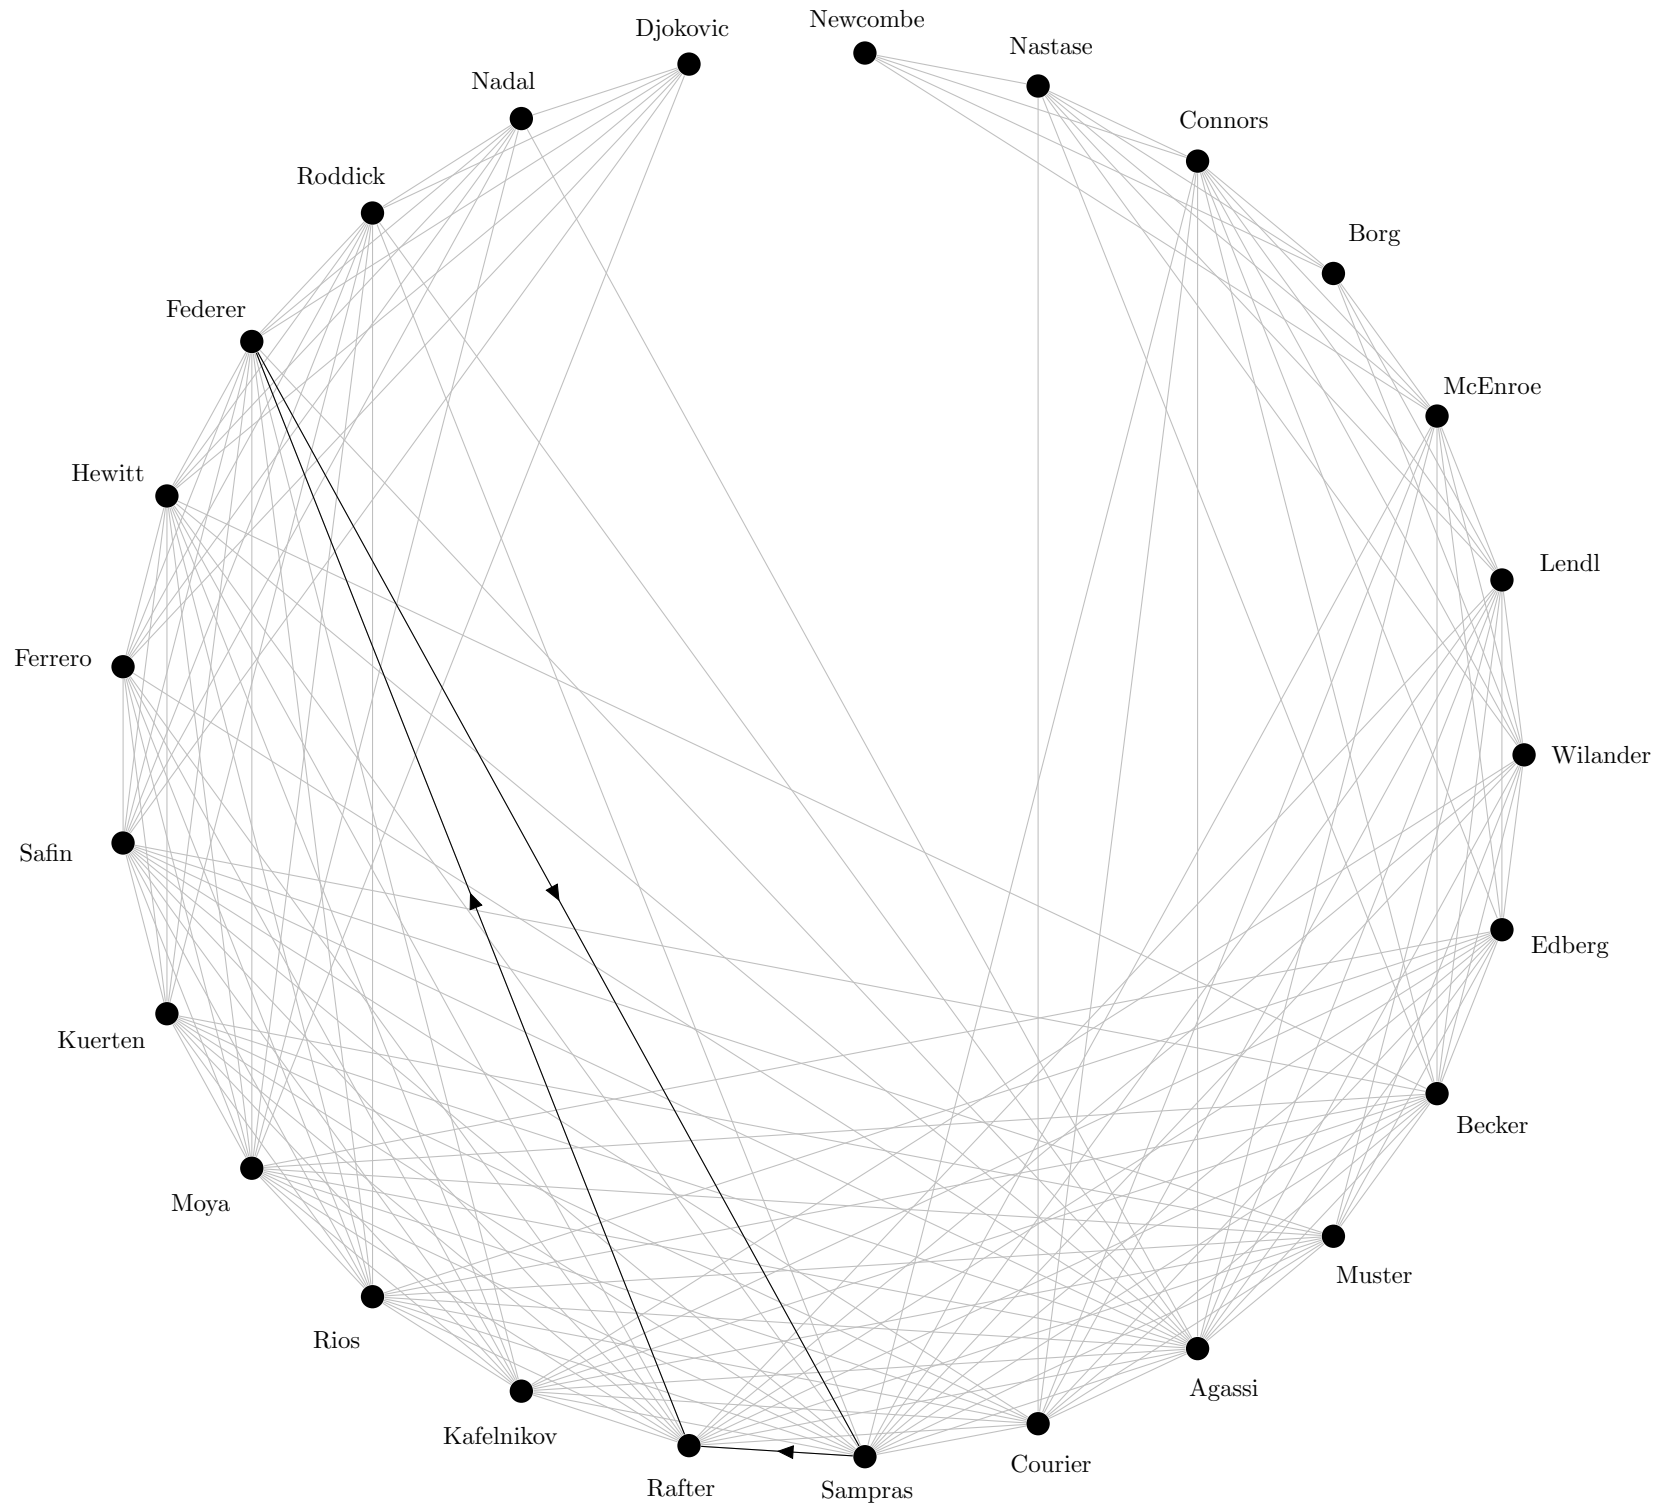 Newcombe
Djokovic
Nastase
Nadal
Connors
Roddick
Borg
Federer
McEnroe
Hewitt
Lendl
Ferrero
Wilander
Safin
Edberg
Kuerten
Becker
Moya
Muster
Rios
Agassi
Kafelnikov
Courier
Rafter
Sampras